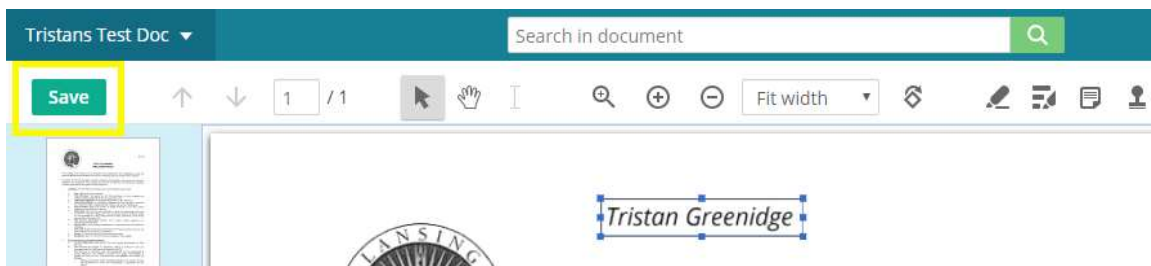 Tristans Test Doc
Search in document
Save
1 / 1
Fit width
Tristan Greenidge
LANSING